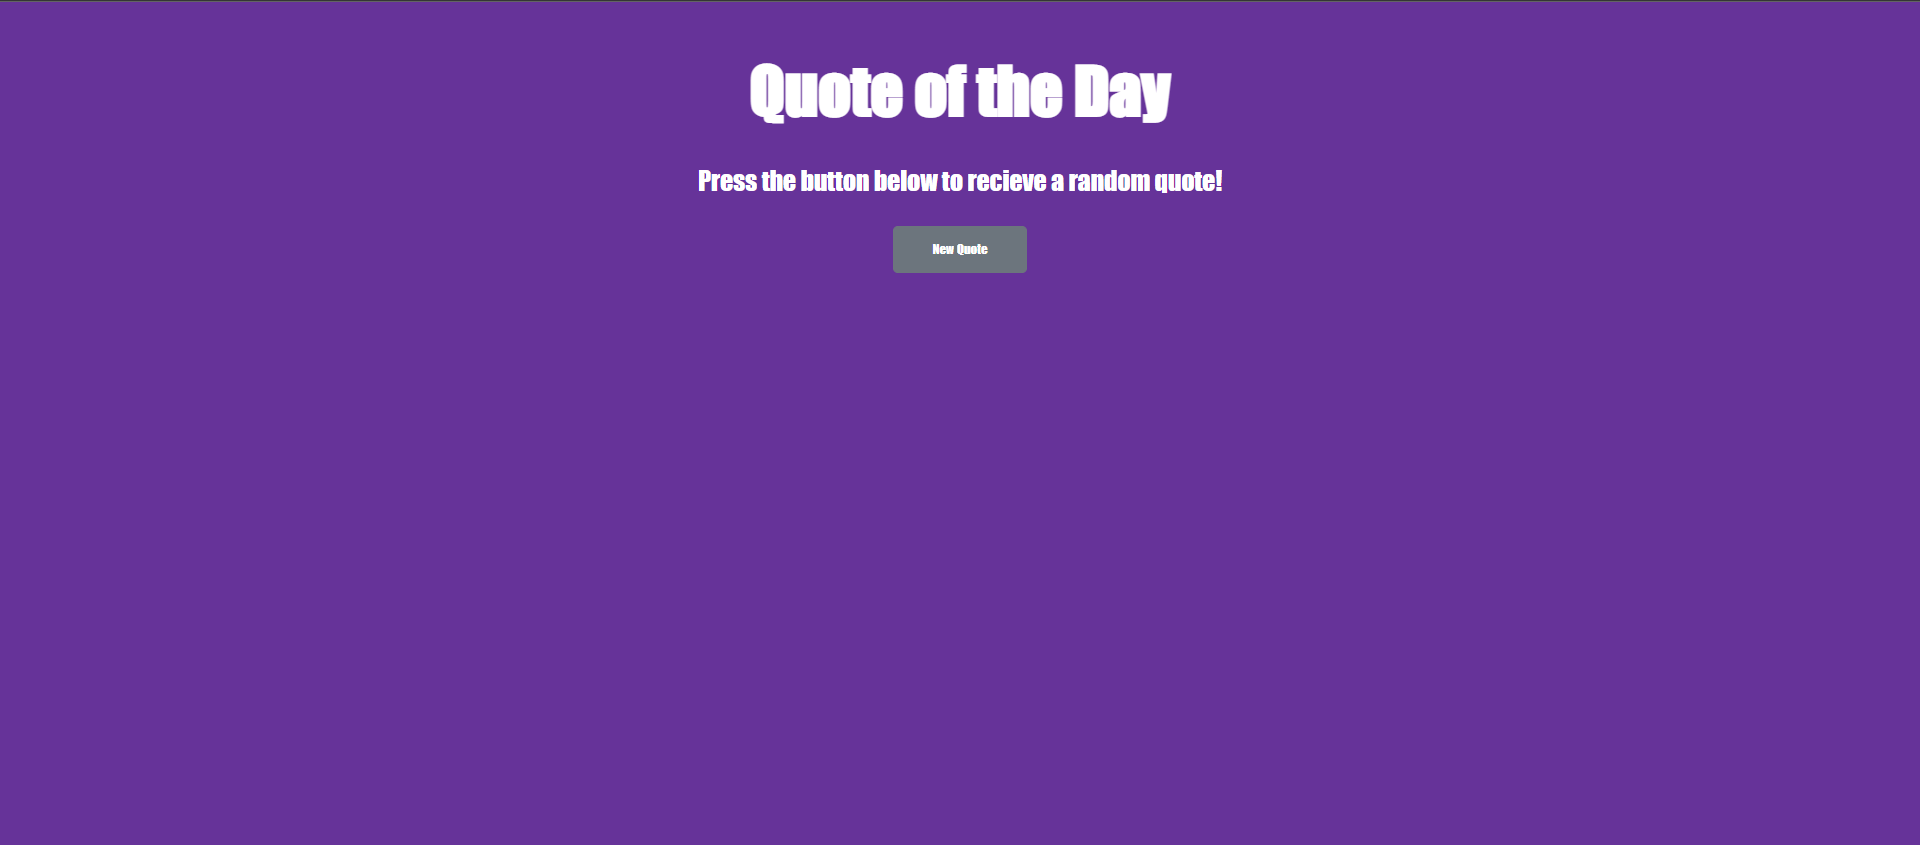 Quote of the Day
Press the button below to recieve a random quote!
New Quote